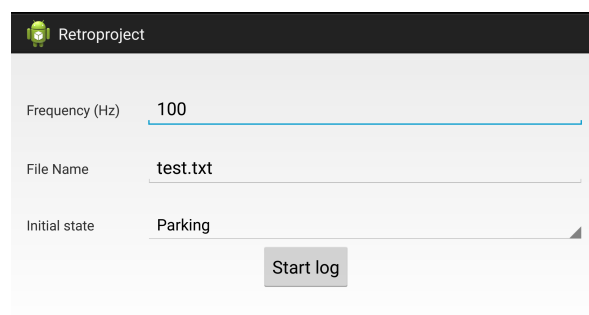 Retroproject
Frequency (Hz) 100
File Name test.txt
Initial state Parking
Start log